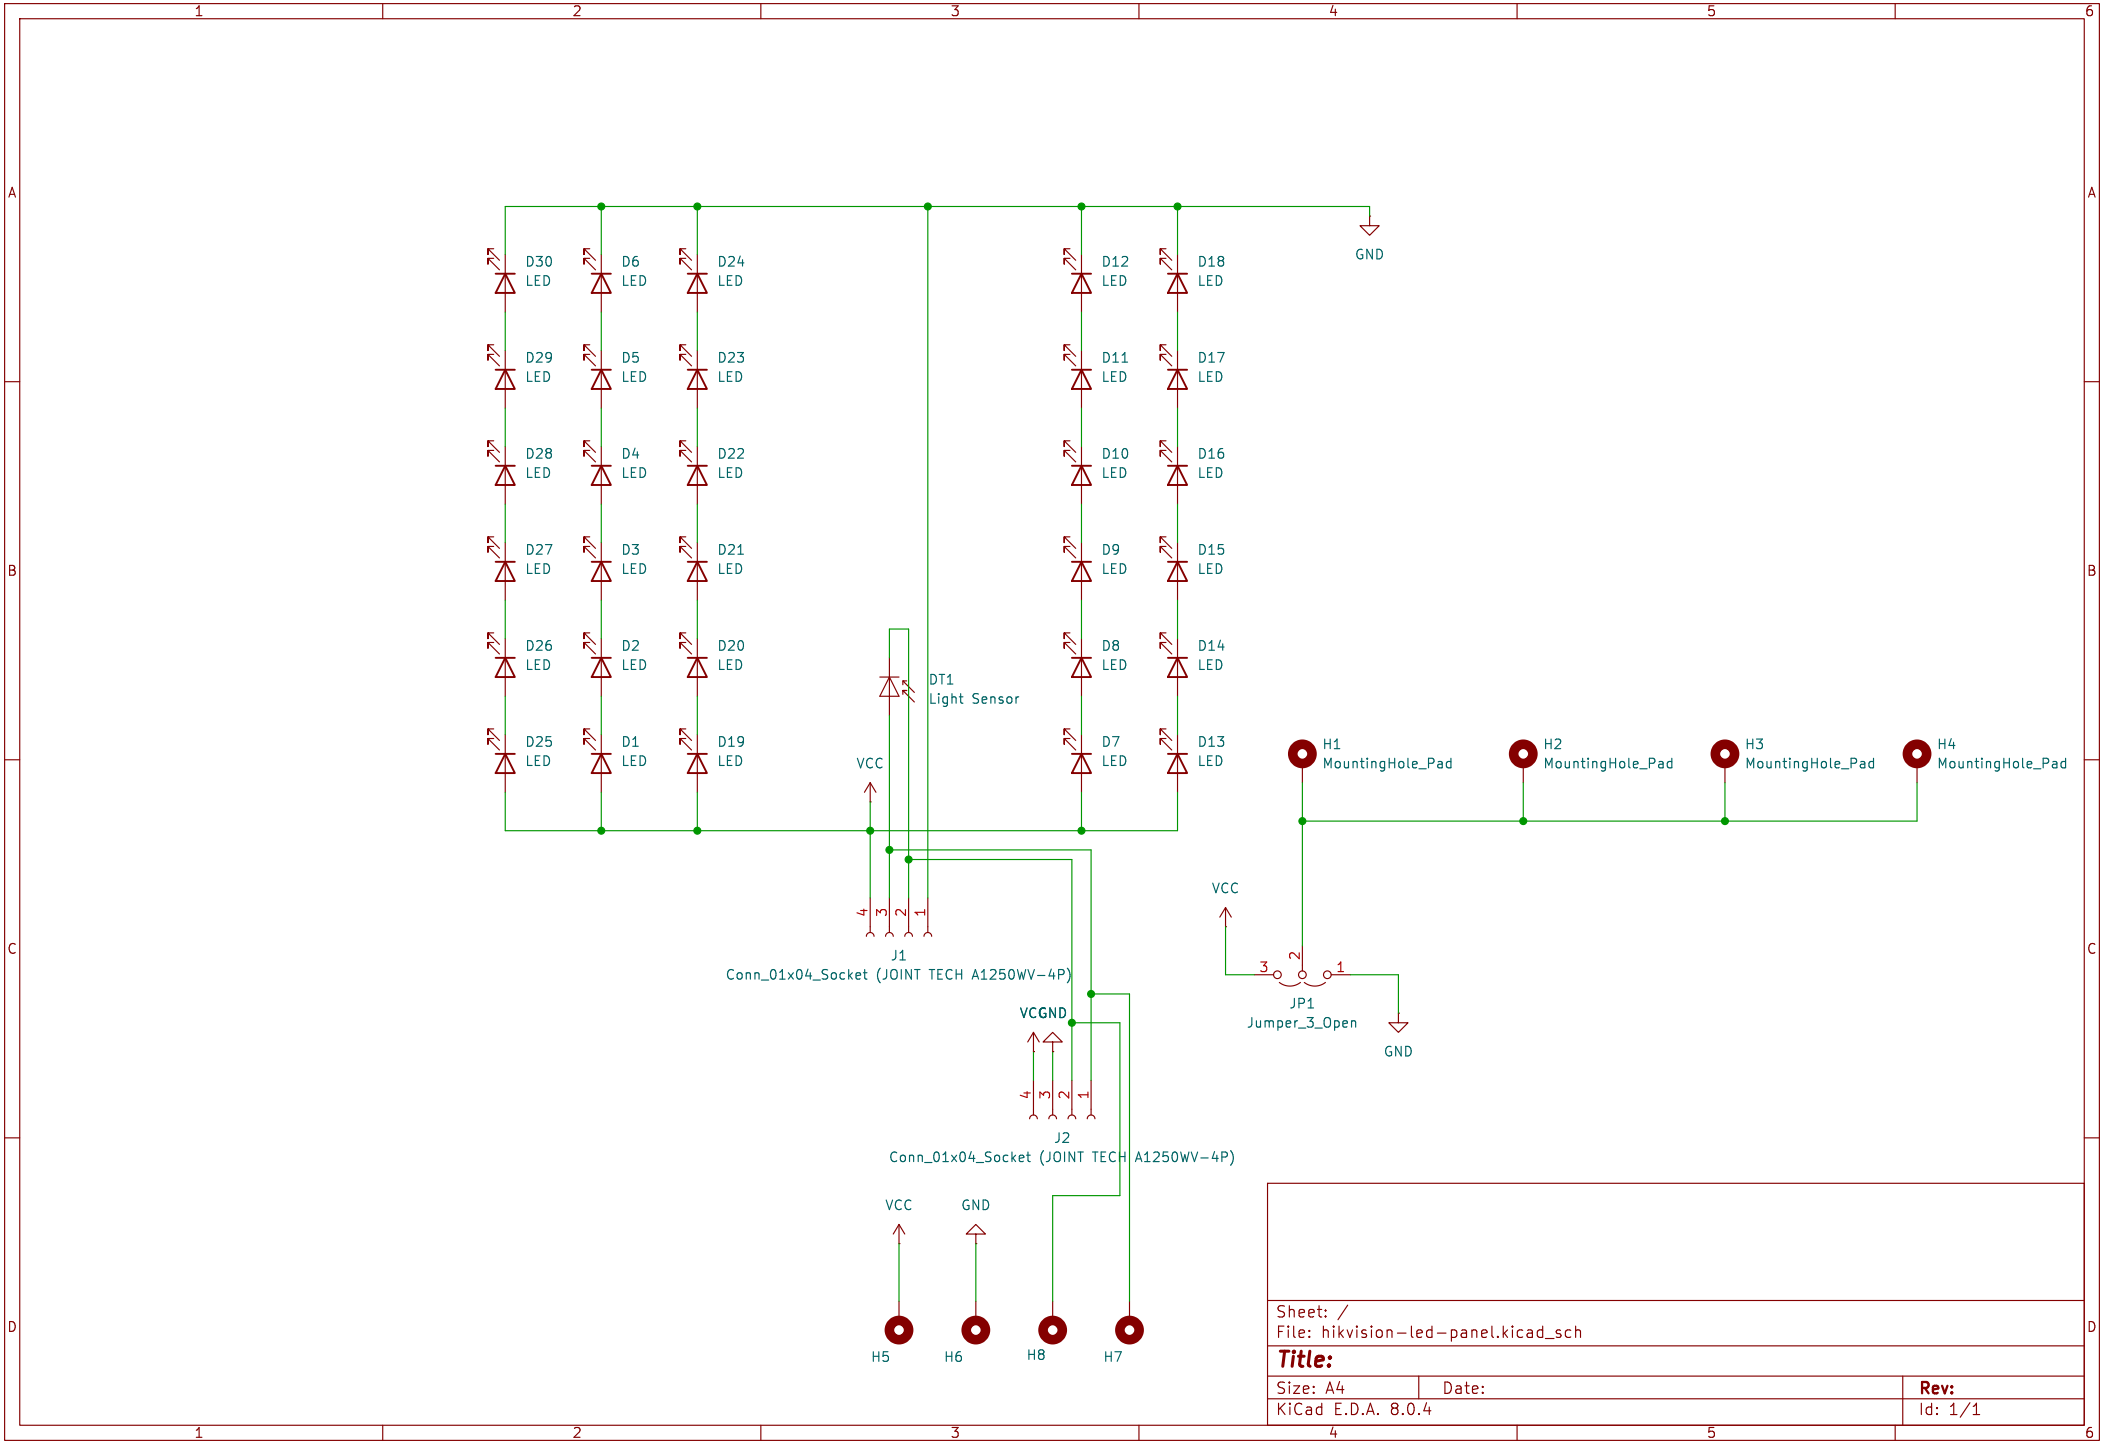 1 2 3 4 5 6
A A
GND
D30 D6 D24 D12 D18
LED LED LED LED LED
D29 D5 D23 D11 D17
LED LED LED LED LED
D28 D4 D22 D10 D16
LED LED LED LED LED
D27 D3 D21 D9 D15
LED LED LED LED LED
B B
D26 D2 D20 D8 D14
LED LED LED LED LED
DT1
Light Sensor
D25 D1 D19 D7 D13
LED LED LED LED LED
H1 H2 H3 H4
MountingHole_Pad MountingHole_Pad MountingHole_Pad MountingHole_Pad
VCC
VCC
4 3 2 1
C C
J1
Conn_01x04_Socket (JOINT TECH A1250WV-4P)
3 2 1
JP1
Jumper_3_Open
GND
VCC
GND
4 3 2 1
J2
Conn_01x04_Socket (JOINT TECH A1250WV-4P)
VCC GND
H5 H6 H8 H7
D D
Sheet: /
File: hikvision-led-panel.kicad_sch
Title:
Size: A4 Date: Rev:
KiCad E.D.A. 8.0.4 Id: 1/1
1 2 3 4 5 6